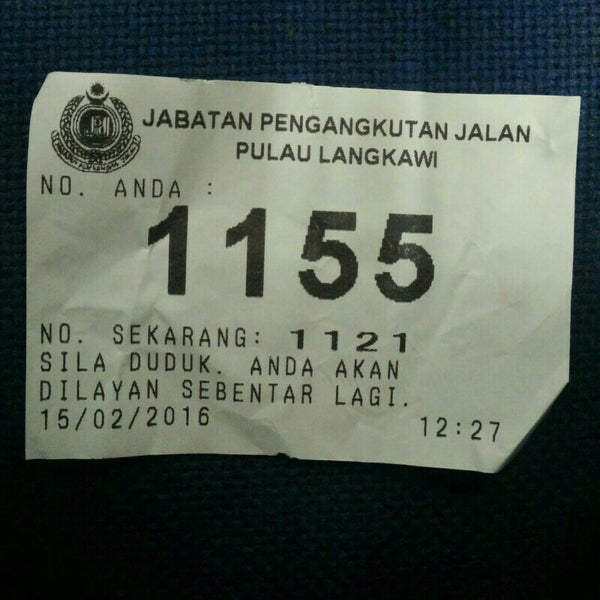 JPJ
JABATAN PENGANGKUTAN JALAN
PULAU LANGKAWI
NO. ANDA :
1155
NO. SEKARANG: 1121
SILA DUDUK. ANDA AKAN
DILAYAN SEBENTAR LAGI.
15/02/2016 12:27